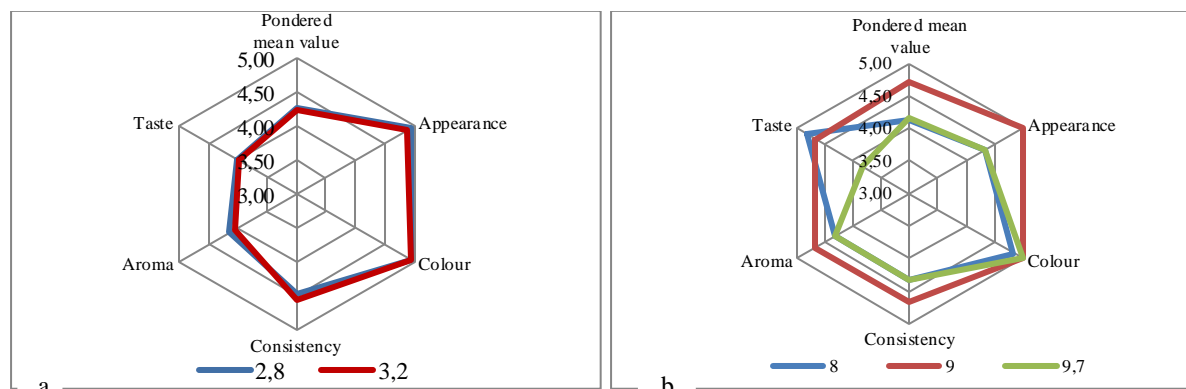 Pondered
mean value
5,00
4,50
4,00
3,50
3,00
Appearance
Taste
Aroma
Colour
Consistency
2,8
3,2
a
Pondered mean
value
5,00
4,50
4,00
3,50
3,00
Taste
Appearance
Aroma
Colour
Consistency
8
9
9,7
b